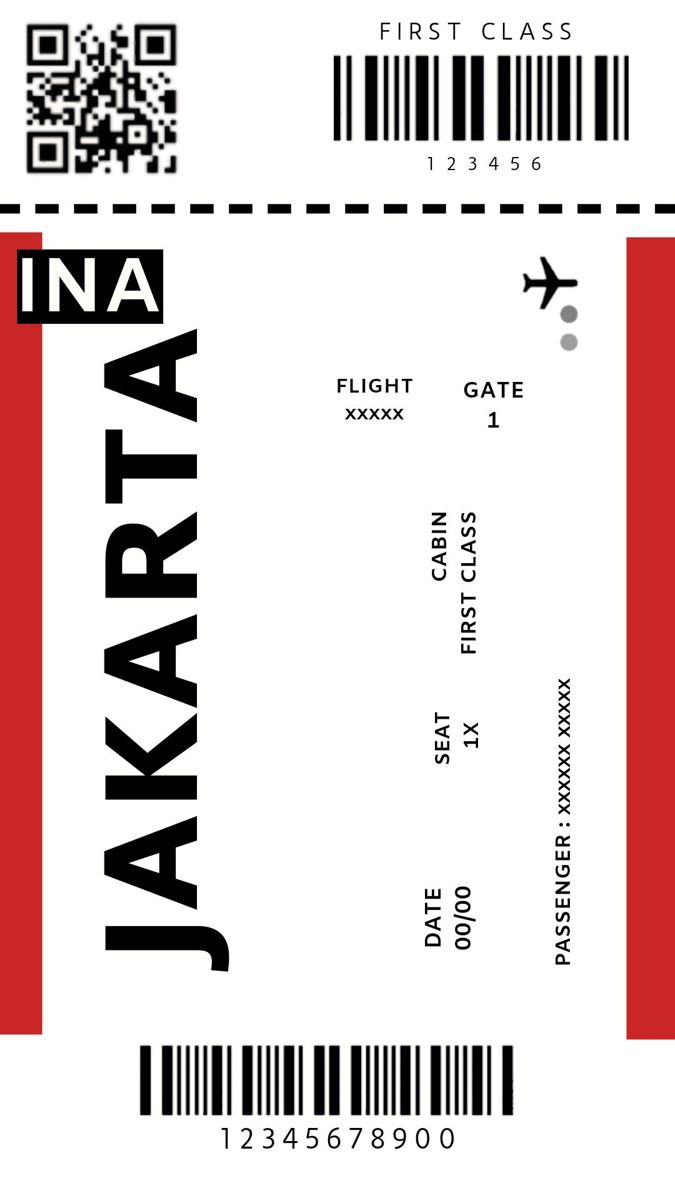 FIRST CLASS
123456
INA
JAKARTA
FLIGHT
xxxxx
GATE
1
CABIN
FIRST CLASS
SEAT
1X
DATE
00/00
PASSENGER : xxxxxx xxxxx
12345678900